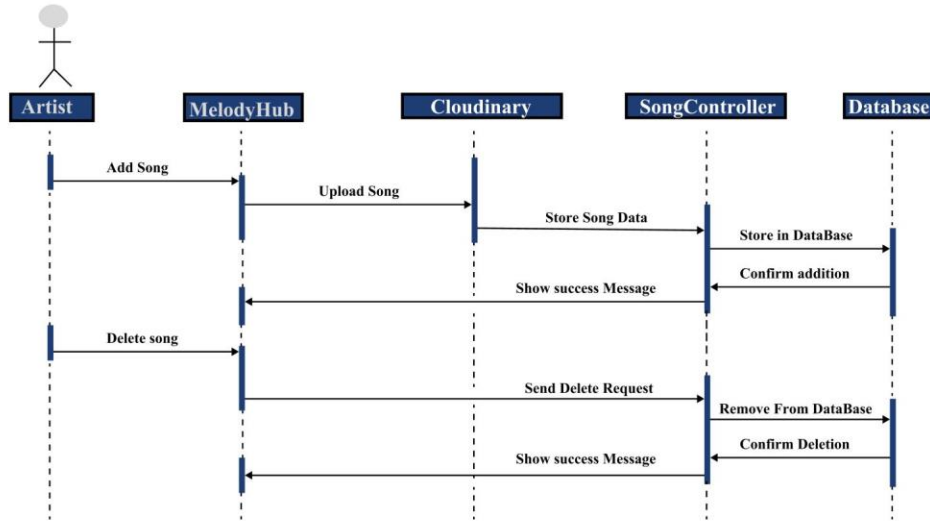 Artist
MelodyHub
Cloudinary
SongController
Database
Add Song
Upload Song
Store Song Data
Store in DataBase
Confirm addition
Show success Message
Delete song
Send Delete Request
Remove From DataBase
Confirm Deletion
Show success Message